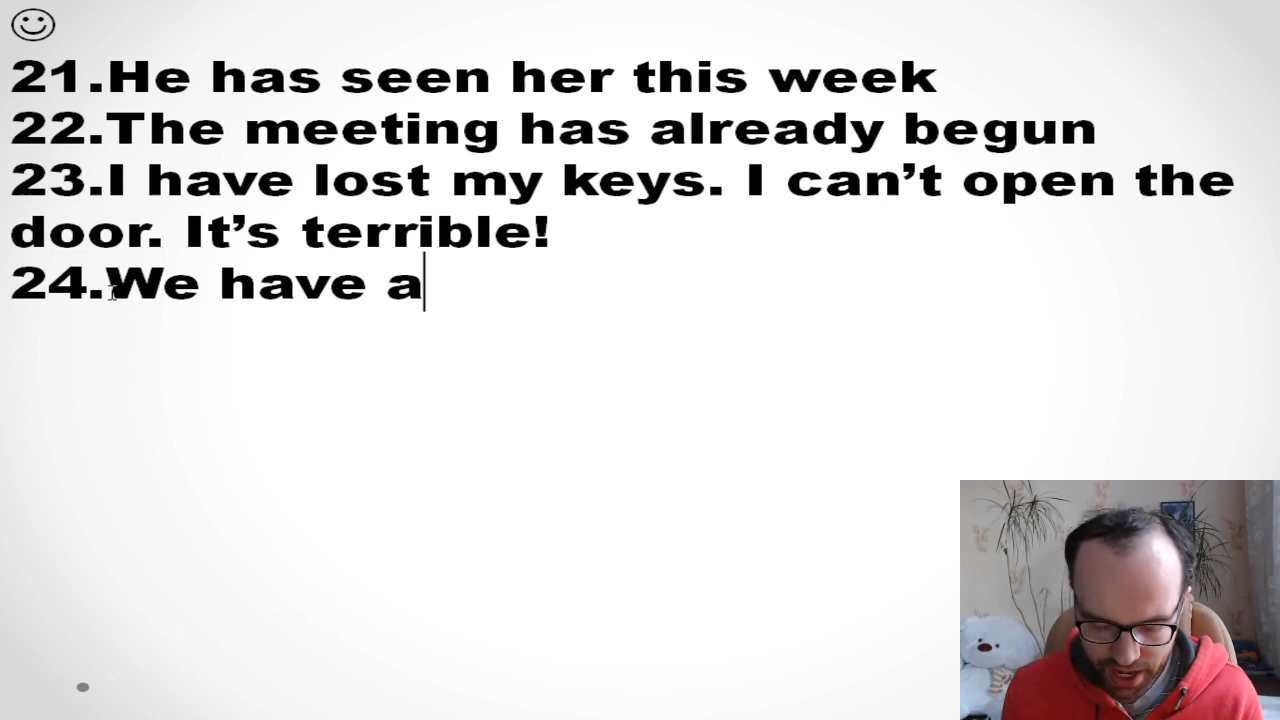 21.He has seen her this week
22.The meeting has already begun
23.I have lost my keys. I can’t open the
door. It’s terrible!
24.We have a